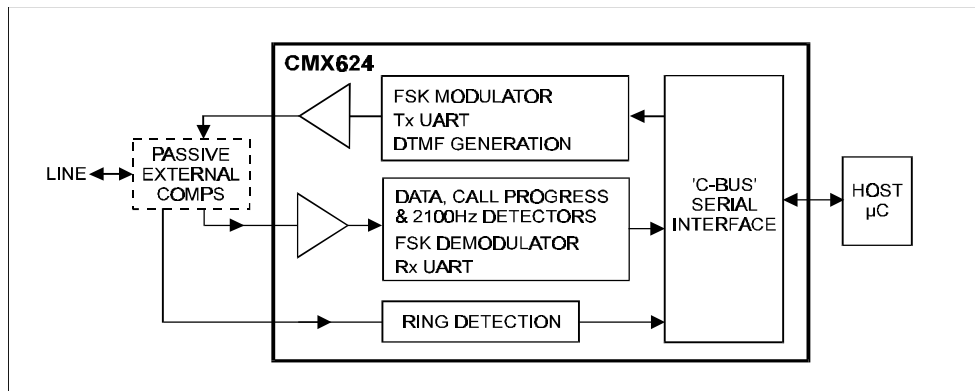 CMX624
FSK MODULATOR
Tx UART
DTMF GENERATION
LINE
PASSIVE
EXTERNAL
COMPS
DATA, CALL PROGRESS
& 2100Hz DETECTORS
FSK DEMODULATOR
Rx UART
RING DETECTION
'C-BUS'
SERIAL
INTERFACE
HOST
µC